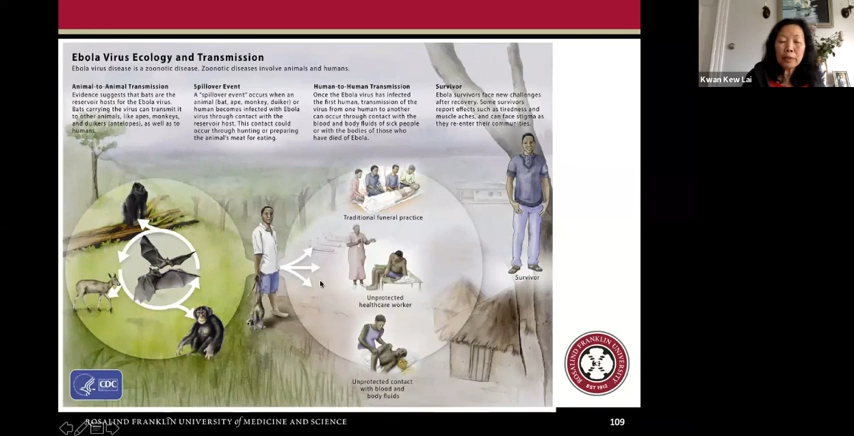 Kwan Kew Lai
Ebola Virus Ecology and Transmission
Ebola virus disease is a zoonotic disease. Zoonotic diseases involve animals and humans.
Animal-to-Animal Transmission
Evidence suggests that bats are the
reservoir hosts for the Ebola virus.
Bats carrying the virus can transmit it
to other animals, like apes, monkeys,
and duikers (antelopes), as well as to
humans.
Spillover Event
A "spillover event" occurs when an
animal (bat, ape, monkey, duiker) or
human becomes infected with Ebola
virus through contact with the
reservoir host. This contact could
occur through hunting or preparing
the animal's meat for eating.
Human-to-Human Transmission
Once the Ebola virus has infected
the first human, transmission of the
virus from one human to another
can occur through contact with the
blood and body fluids of sick people
or with the bodies of those who
have died of Ebola.
Survivor
Ebola survivors face new challenges
after recovery. Some survivors
report effects such as tiredness and
muscle aches, and can face stigma as
they re-enter their communities.
Traditional funeral practice
Unprotected
healthcare worker
Unprotected contact
with blood and
body fluids
Survivor
CDC
ROSALIND FRANKLIN UNIVERSITY
EST 1912
ROSALIND FRANKLIN UNIVERSITY of MEDICINE AND SCIENCE
109